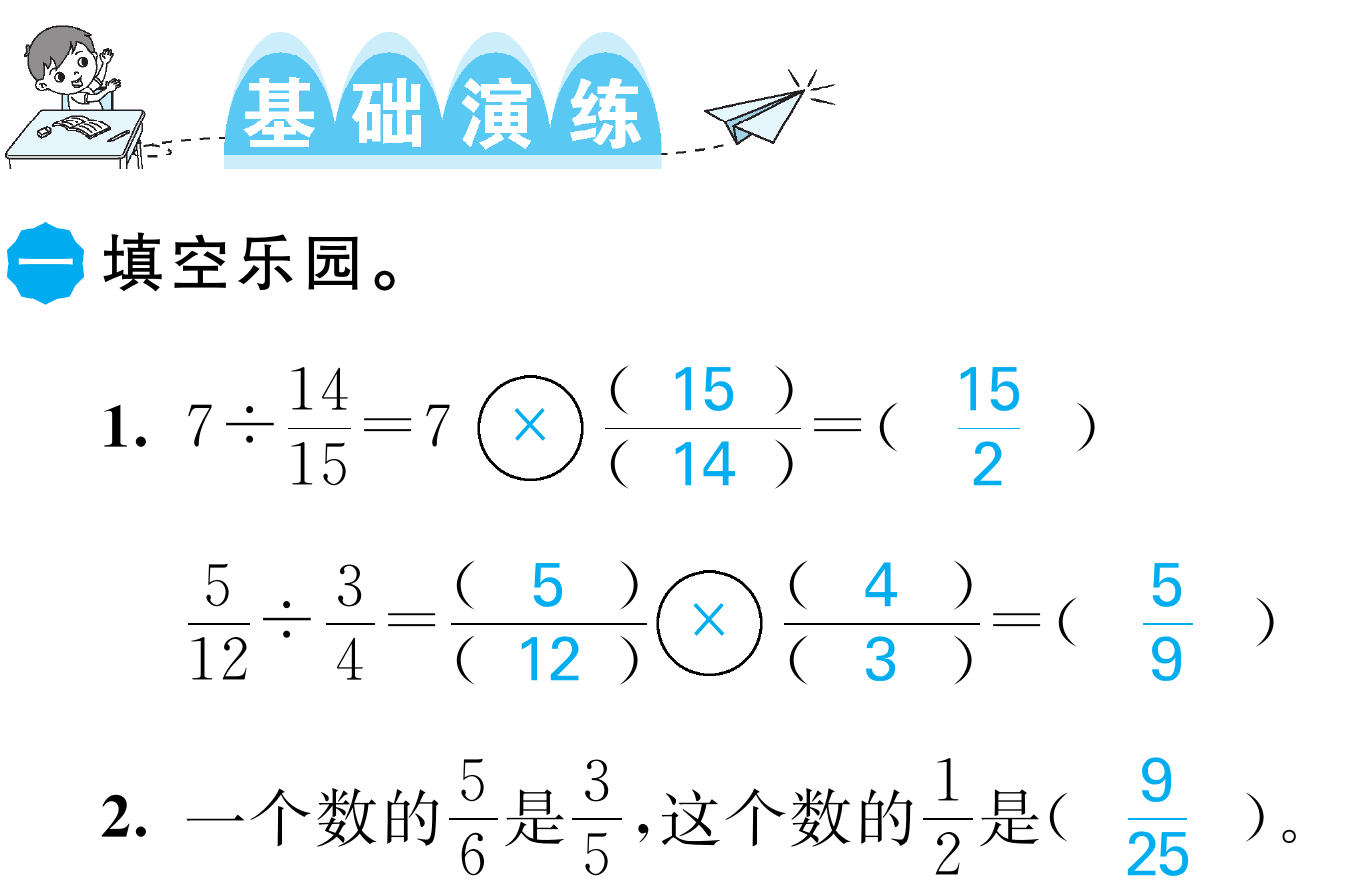 基础演练
一 填空乐园。
1. 7÷14/15=7 × (15)/(14)=(15/2)
5/12÷3/4=(5)/(12) × (4)/(3)=(5/9)
2. 一个数的5/6是3/5,这个数的1/2是(9/25)。